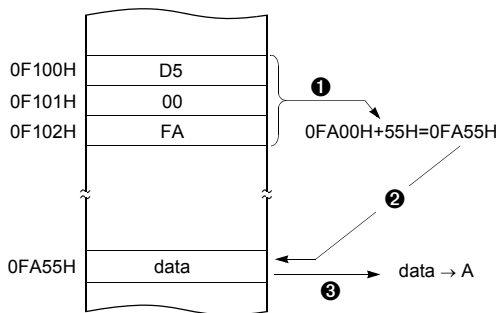 0F100H D5
0F101H 00
❶
0F102H FA
0FA00H+55H=0FA55H
❷
0FA55H data
data → A
❸